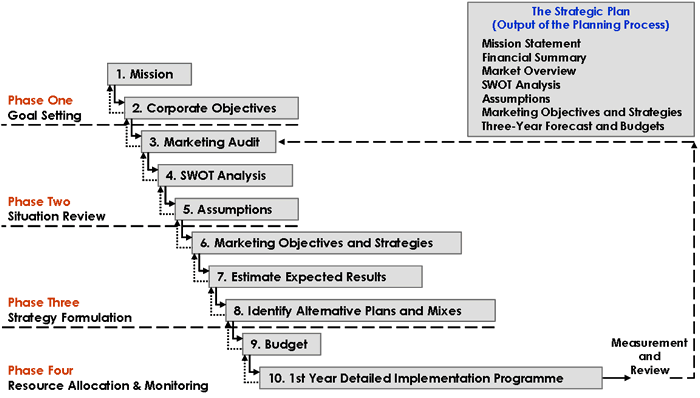 The Strategic Plan
(Output of the Planning Process)
Mission Statement
Financial Summary
Market Overview
SWOT Analysis
Assumptions
Marketing Objectives and Strategies
Three-Year Forecast and Budgets
1. Mission
Phase One
Goal Setting
2. Corporate Objectives
3. Marketing Audit
4. SWOT Analysis
Phase Two
Situation Review
5. Assumptions
6. Marketing Objectives and Strategies
7. Estimate Expected Results
Phase Three
Strategy Formulation
8. Identify Alternative Plans and Mixes
9. Budget
Measurement
and
Review
Phase Four
Resource Allocation & Monitoring
10. 1st Year Detailed Implementation Programme